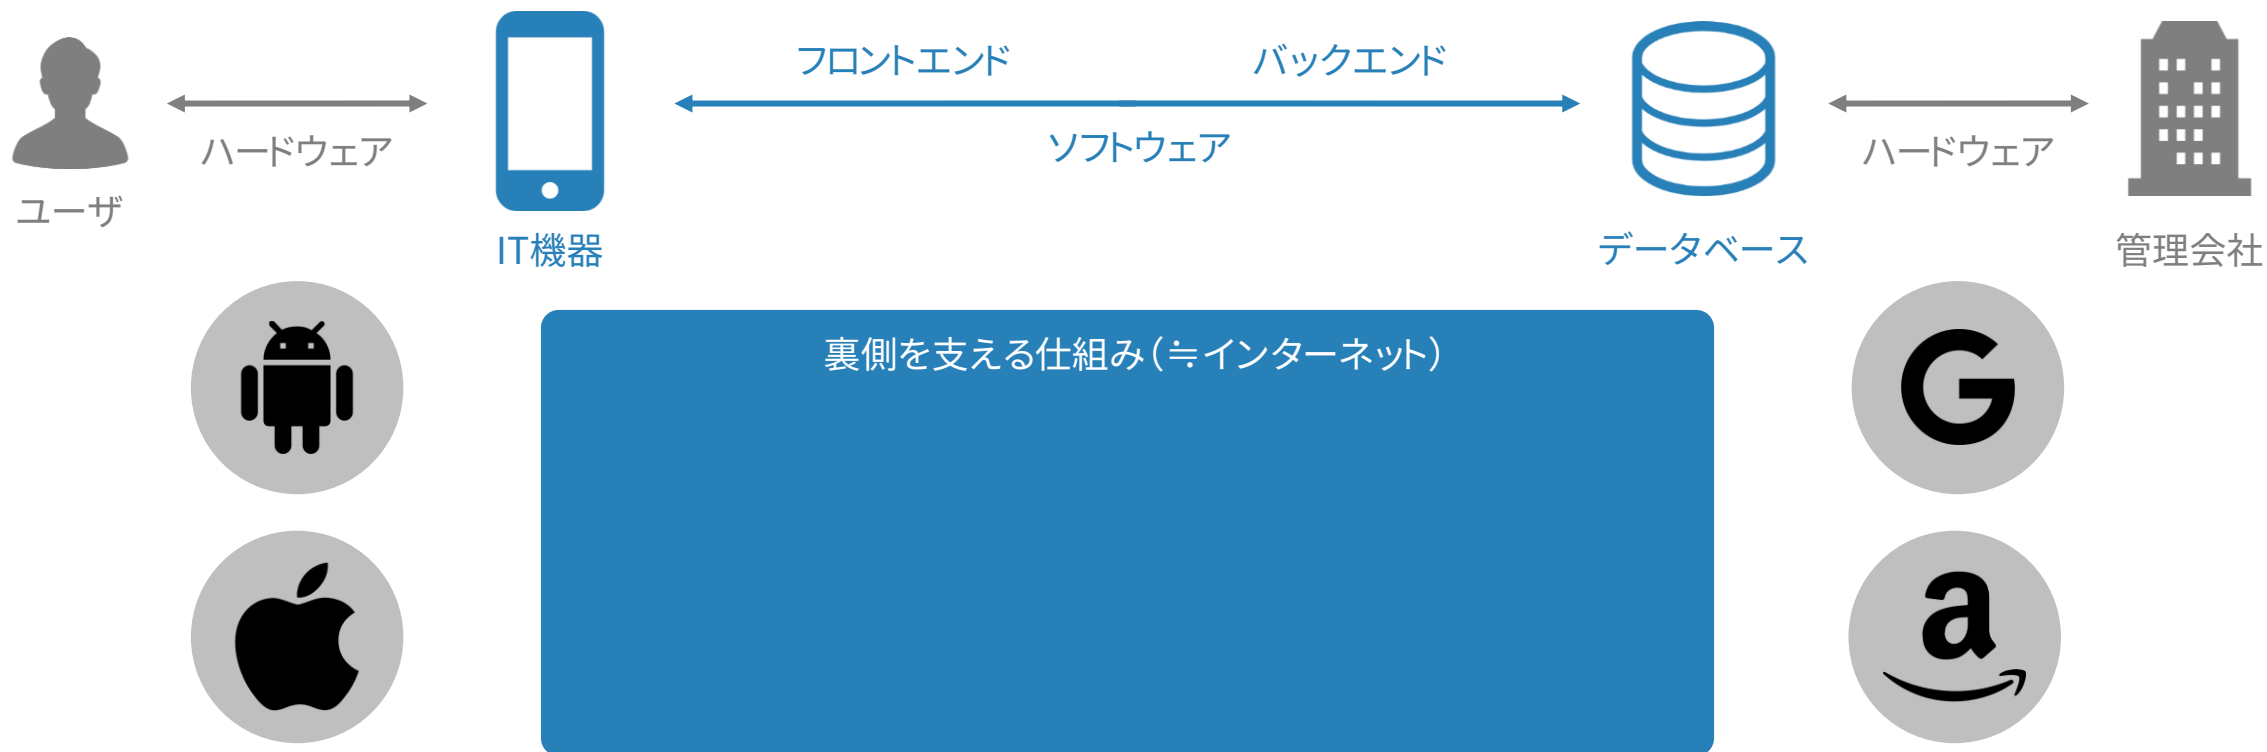 フロントエンド
バックエンド
ハードウェア
ソフトウェア
ハードウェア
ユーザ
IT機器
データベース
管理会社
裏側を支える仕組み（≒インターネット）